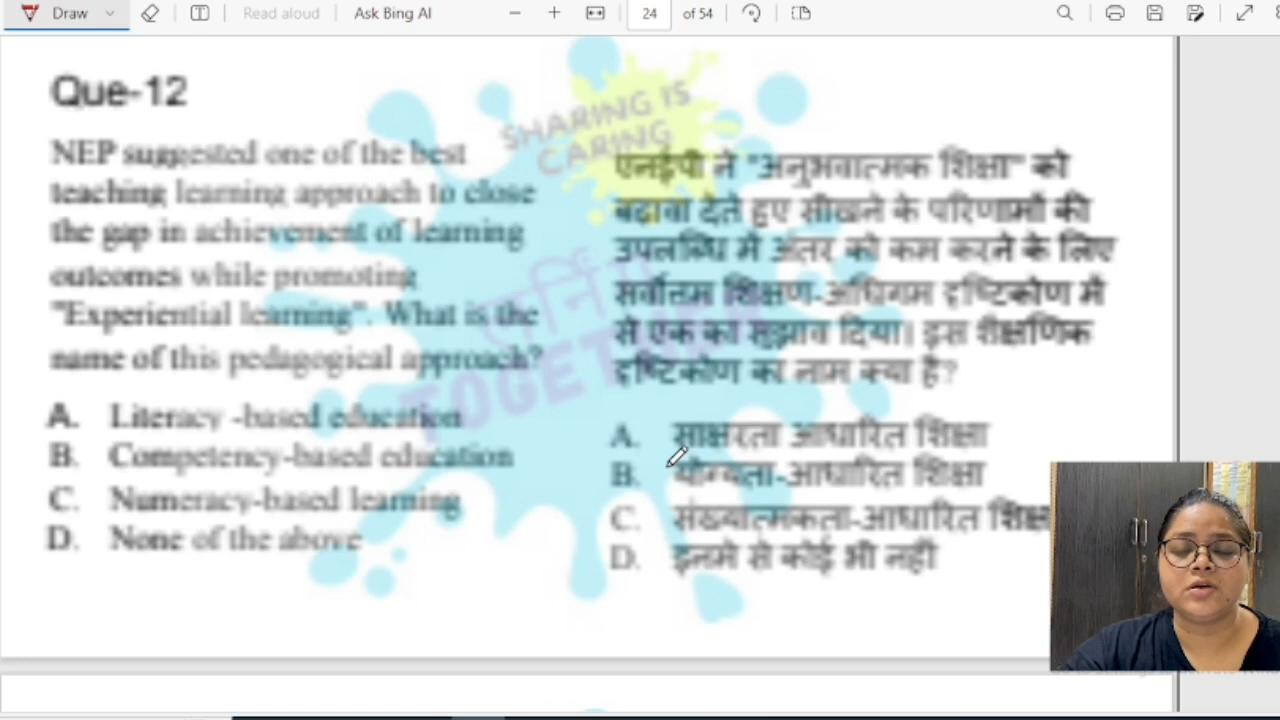 Draw
Read aloud
Ask Bing AI
24 of 54
Que-12
NEP suggested one of the best
teaching learning approach to close
the gap in achievement of learning
outcomes while promoting
"Experiential learning". What is the
name of this pedagogical approach?
A. Literacy -based education
B. Competency-based education
C. Numeracy-based learning
D. None of the above
एनईपी ने "अनुभवात्मक शिक्षा" को
बढावा देते हुए सीखने के परिणामों की
उपलब्धि में अंतर को कम करने के लिए
सर्वोत्तम शिक्षण-अधिगम दृष्टिकोण में
से एक का सुझाव दिया। इस शैक्षणिक
दृष्टिकोण का नाम क्या है?
A. साक्षरता आधारित शिक्षा
B. योग्यता-आधारित शिक्षा
C. संख्यात्मकता-आधारित
D. इनमे से कोई भी नही
SHARING IS
CARING
TOGETHER